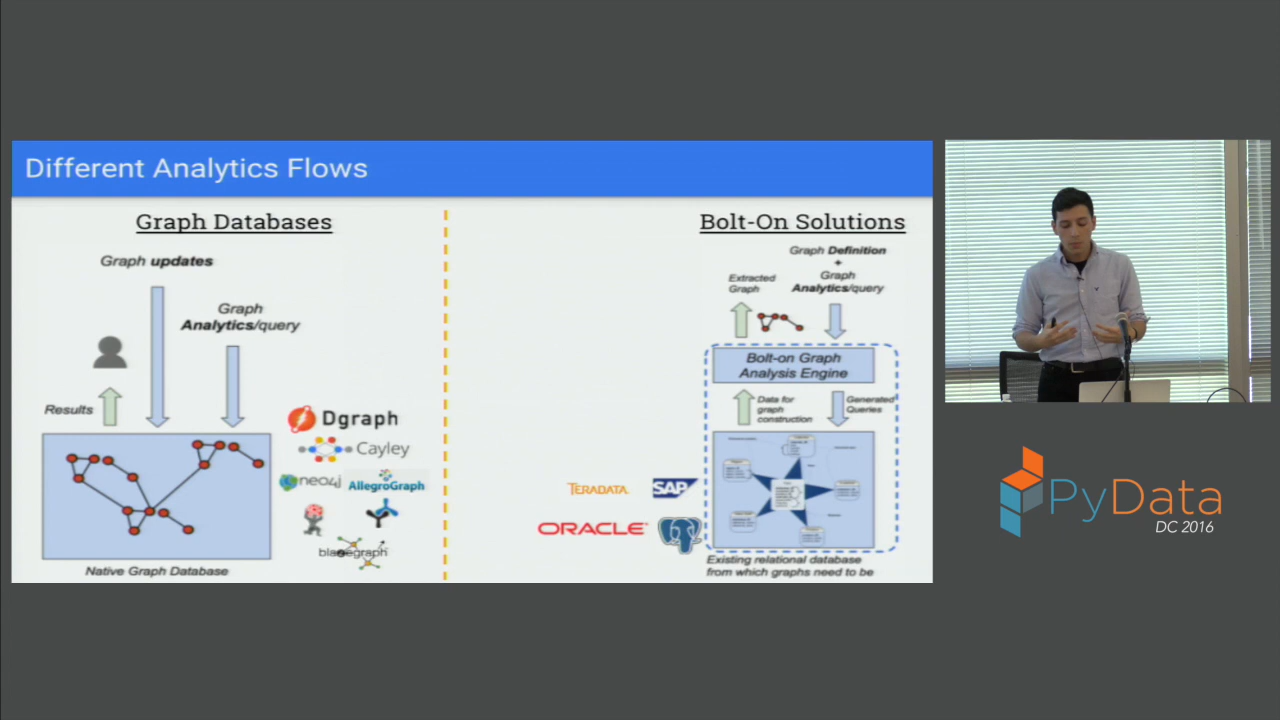 Different Analytics Flows
Graph Databases
Graph updates
Graph
Analytics/query
Results
Dgraph
Cayley
neo4j
AllegroGraph
blazegraph
Native Graph Database
Bolt-On Solutions
Graph Definition
+
Graph
Analytics/query
Extracted
Graph
Bolt-on Graph
Analysis Engine
Data for
graph
construction
Generated
Queries
TERADATA
SAP
ORACLE
Existing relational database
from which graphs need to be
PyData
DC 2016